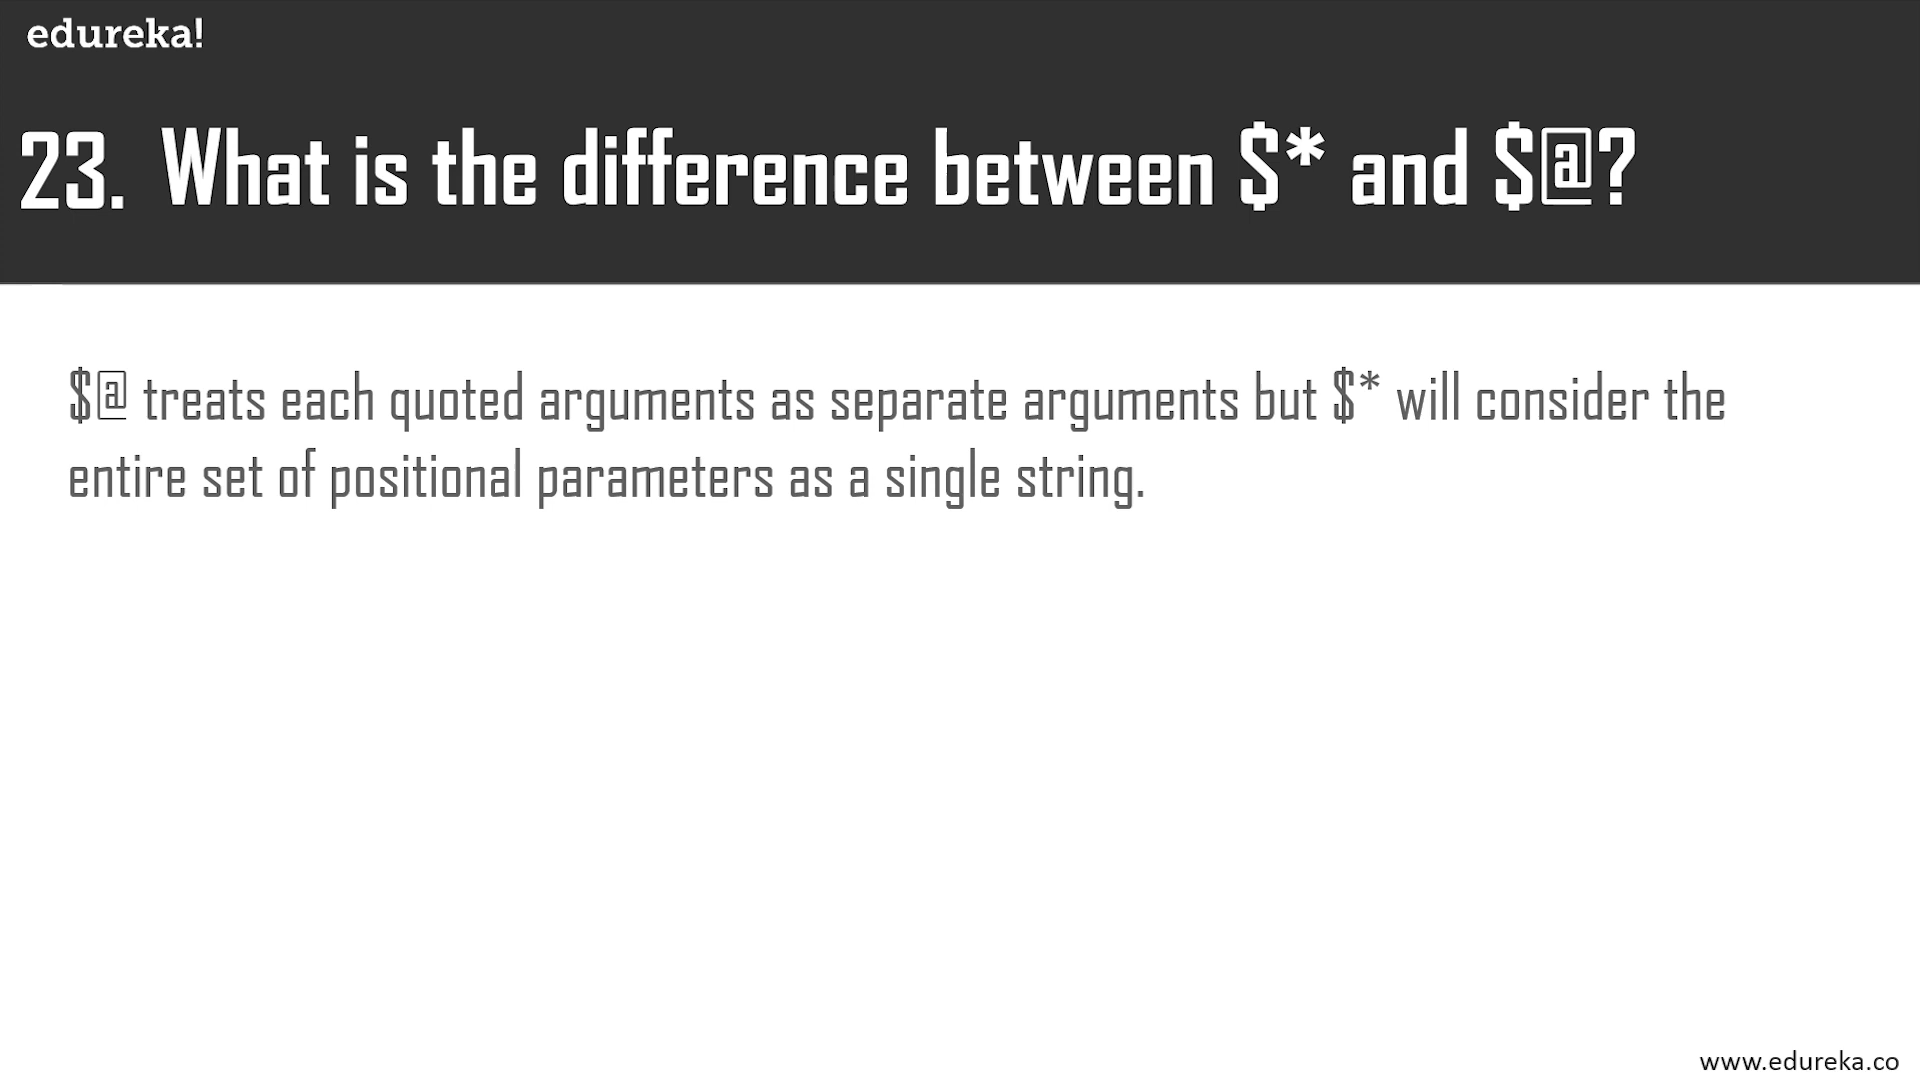 edureka!
23. What is the difference between $* and $@?
$@ treats each quoted arguments as separate arguments but $* will consider the
entire set of positional parameters as a single string.
www.edureka.co